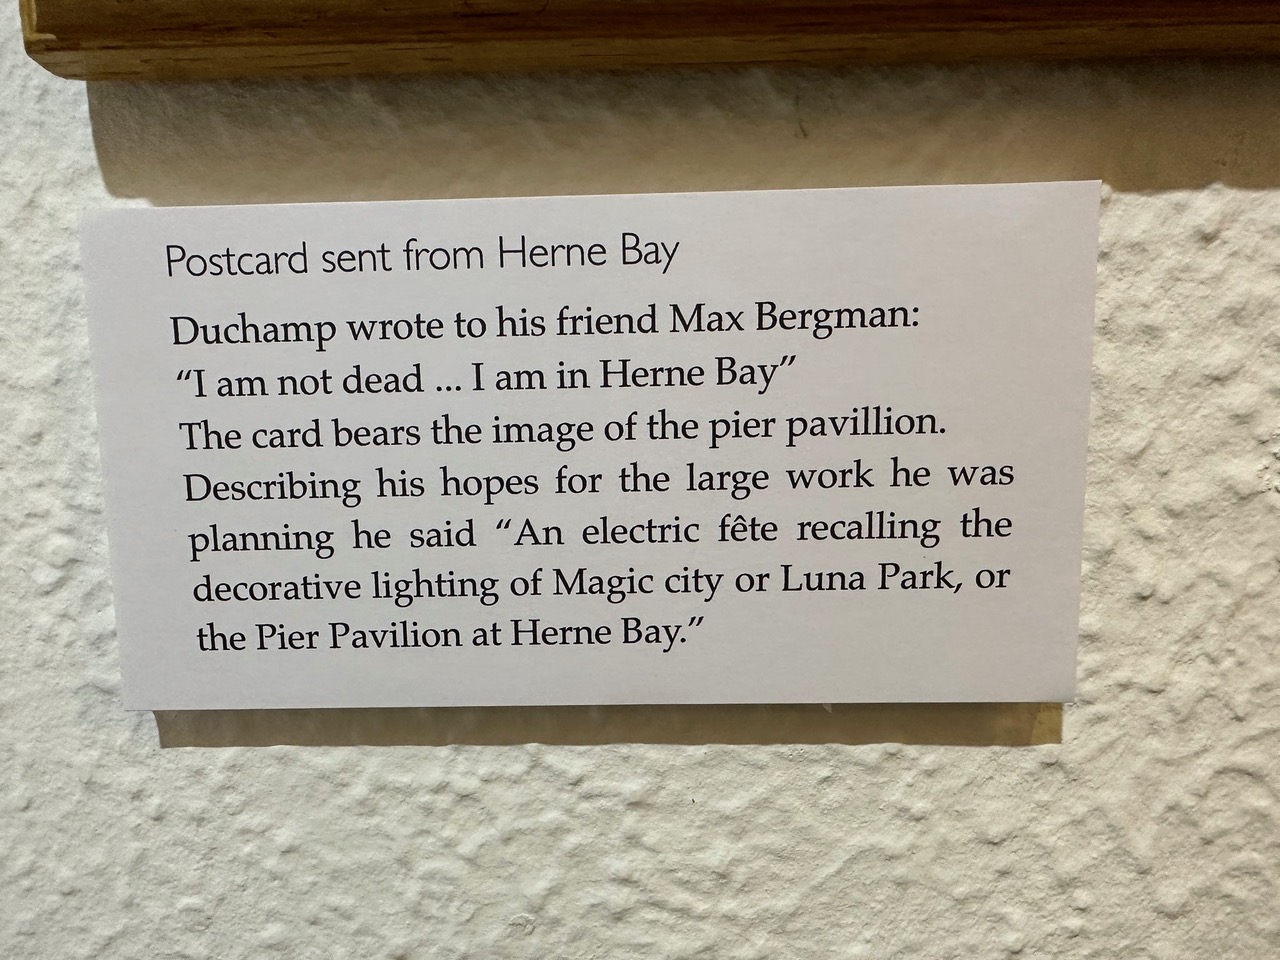 Postcard sent from Herne Bay
Duchamp wrote to his friend Max Bergman:
“I am not dead ... I am in Herne Bay”
The card bears the image of the pier pavillion.
Describing his hopes for the large work he was
planning he said “An electric fête recalling the
decorative lighting of Magic city or Luna Park, or
the Pier Pavilion at Herne Bay.”